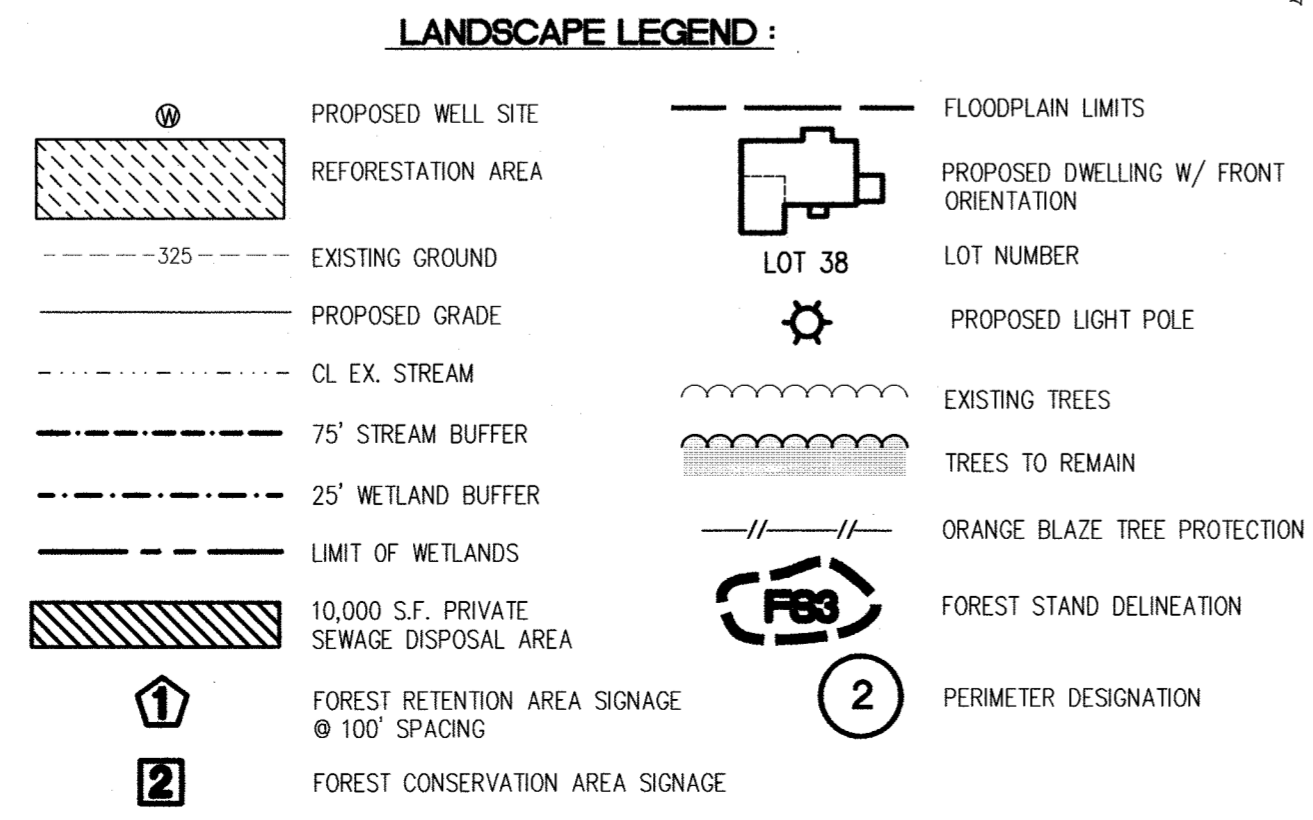 LANDSCAPE LEGEND :
W
PROPOSED WELL SITE
REFORESTATION AREA
325
EXISTING GROUND
PROPOSED GRADE
CL EX. STREAM
75' STREAM BUFFER
25' WETLAND BUFFER
LIMIT OF WETLANDS
10,000 S.F. PRIVATE
SEWAGE DISPOSAL AREA
1
FOREST RETENTION AREA SIGNAGE
@ 100' SPACING
2
FOREST CONSERVATION AREA SIGNAGE
FLOODPLAIN LIMITS
PROPOSED DWELLING W/ FRONT
ORIENTATION
LOT 38
LOT NUMBER
PROPOSED LIGHT POLE
EXISTING TREES
TREES TO REMAIN
ORANGE BLAZE TREE PROTECTION
FS3
FOREST STAND DELINEATION
2
PERIMETER DESIGNATION